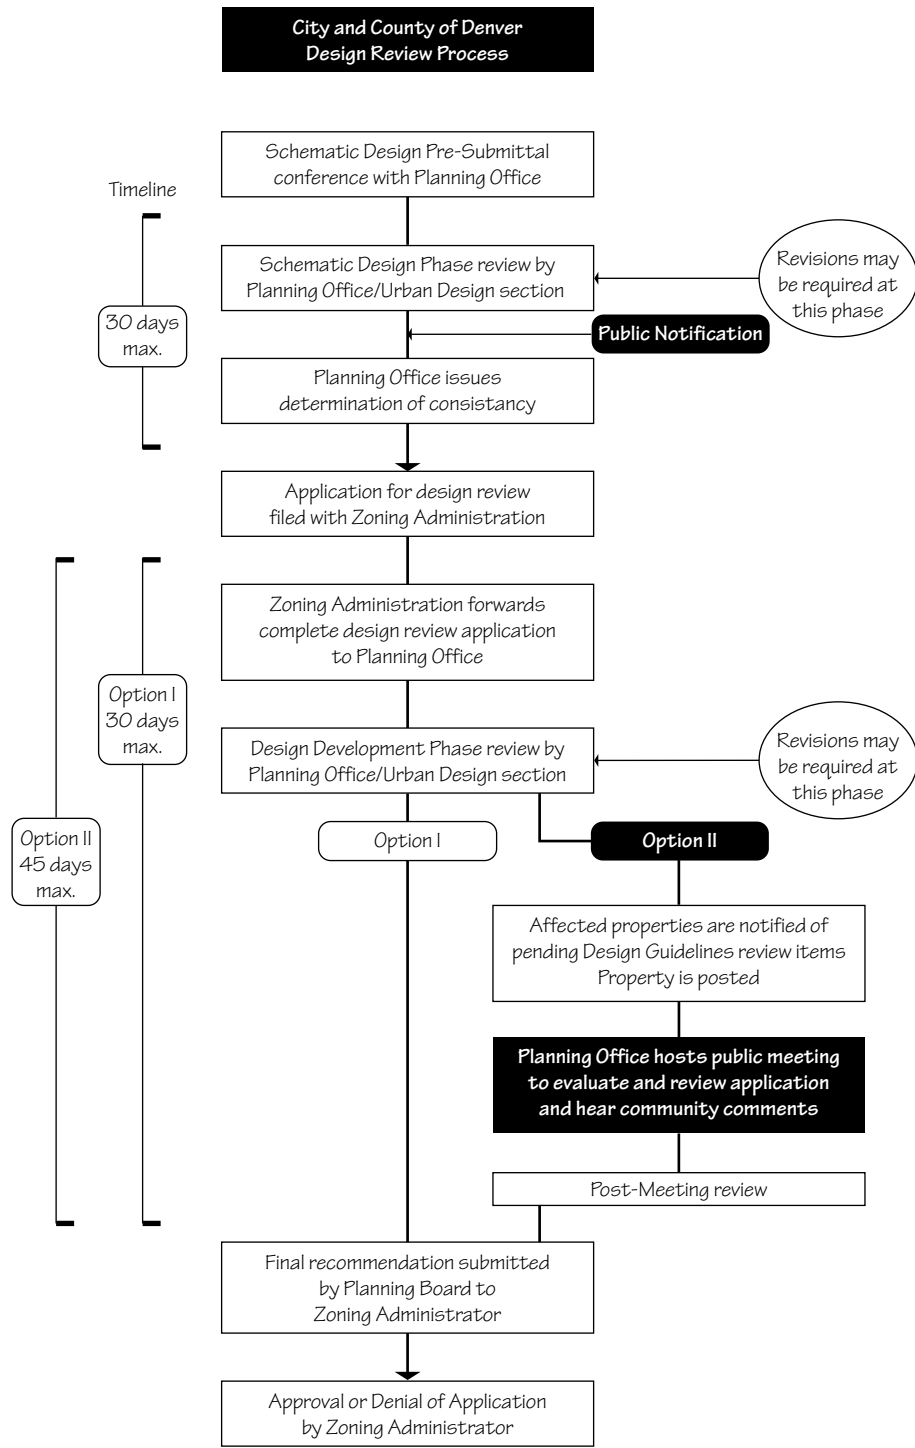 City and County of Denver
Design Review Process
Schematic Design Pre-Submittal
conference with Planning Office
Timeline
Schematic Design Phase review by
Planning Office/Urban Design section
Revisions may
be required at
this phase
30 days
max.
Public Notification
Planning Office issues
determination of consistancy
Application for design review
filed with Zoning Administration
Zoning Administration forwards
complete design review application
to Planning Office
Option I
30 days
max.
Design Development Phase review by
Planning Office/Urban Design section
Revisions may
be required at
this phase
Option II
45 days
max.
Option I
Option II
Affected properties are notified of
pending Design Guidelines review items
Property is posted
Planning Office hosts public meeting
to evaluate and review application
and hear community comments
Post-Meeting review
Final recommendation submitted
by Planning Board to
Zoning Administrator
Approval or Denial of Application
by Zoning Administrator